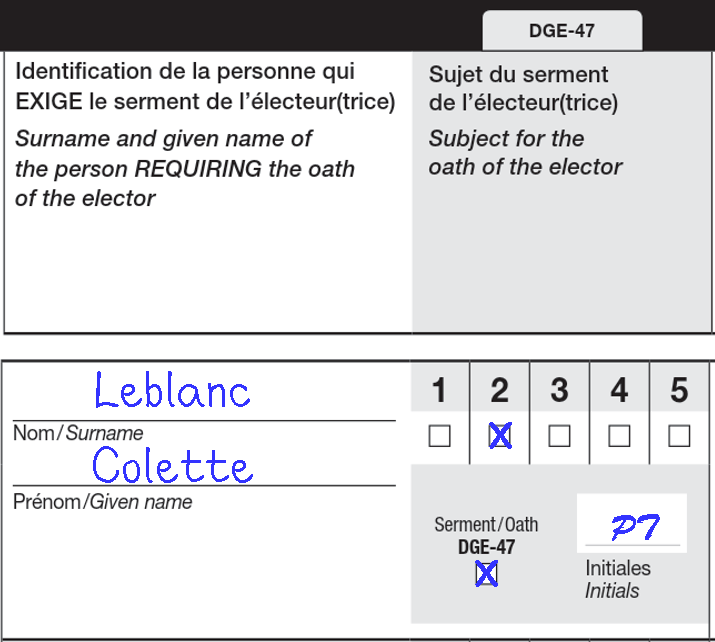 DGE-47
Identification de la personne qui
EXIGE le serment de l'électeur(trice)
Surname and given name of
the person REQUIRING the oath
of the elector
Sujet du serment
de l'électeur(trice)
Subject for the
oath of the elector
Leblanc
Nom/Surname
Colette
Prénom/Given name
1 2 3 4 5
Serment/Oath
DGE-47
PT
Initiales
Initials